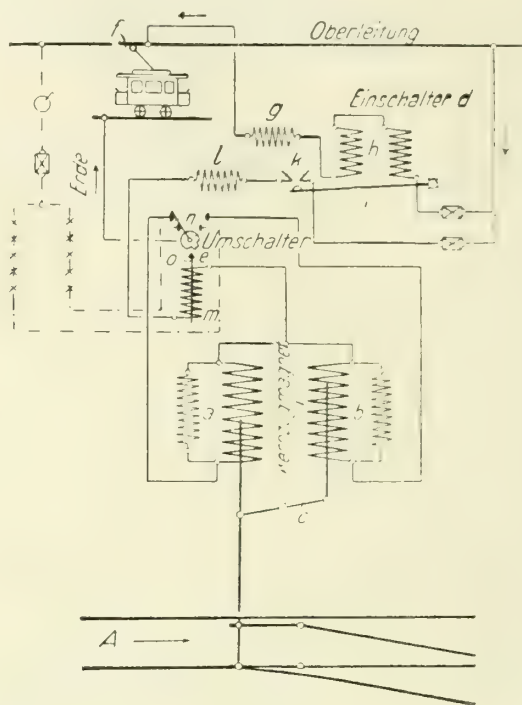 f
Oberleitung
Einschalter d
g
h
l
k
Erde
n
Umschalter
o e
m
a
b
c
A